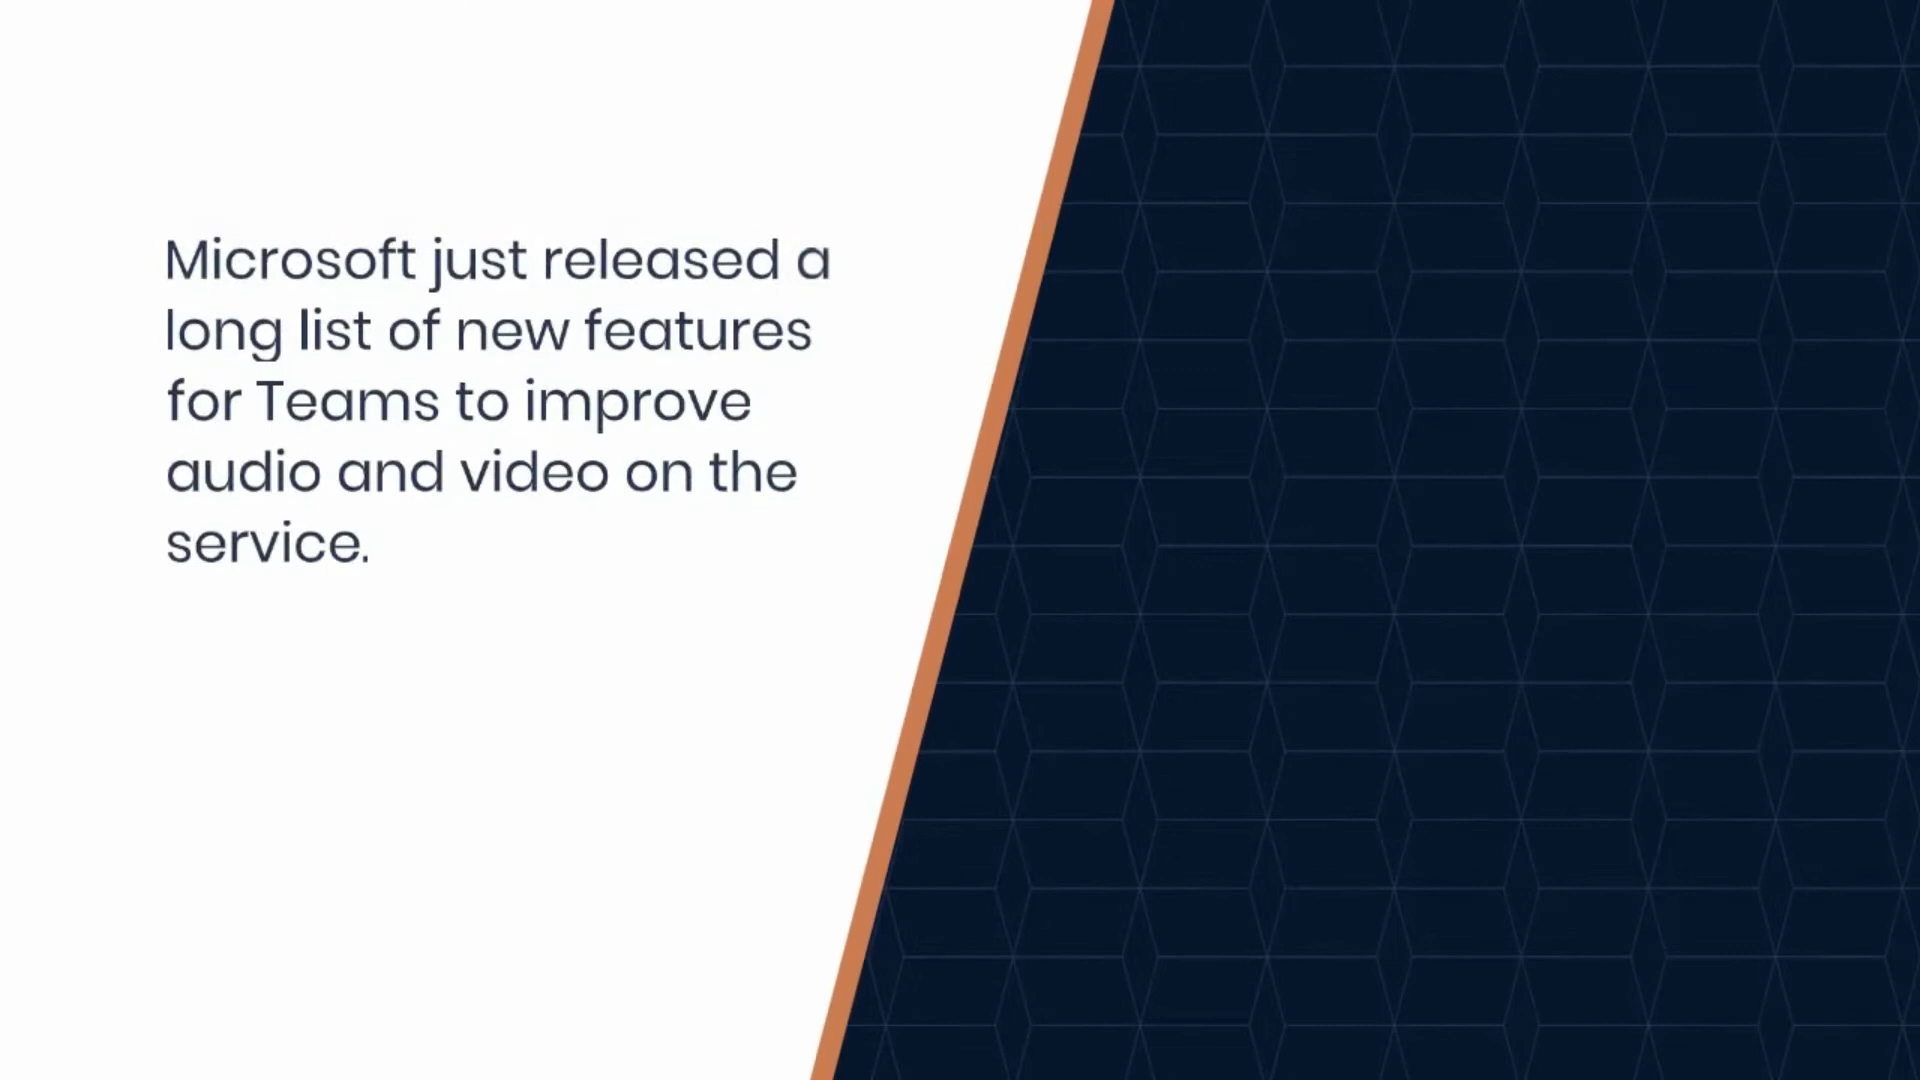 Microsoft just released a
long list of new features
for Teams to improve
audio and video on the
service.